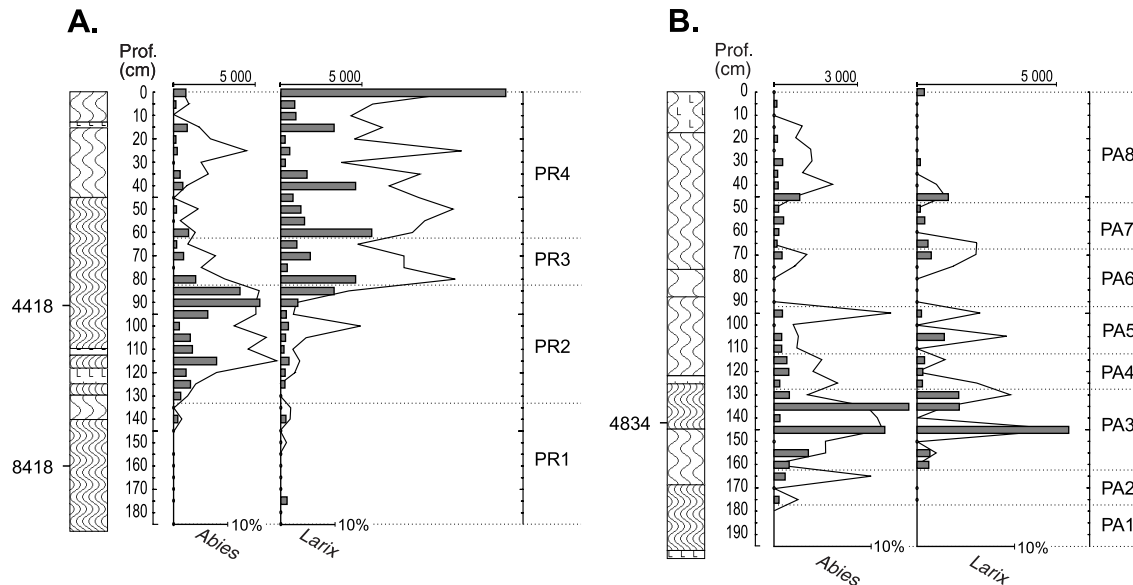 A.
Prof.
(cm)
5 000
5 000
0
10
20
30
40
50
60
70
80
90
100
110
120
130
140
150
160
170
180
4418
8418
PR4
PR3
PR2
PR1
10%
10%
Abies
Larix
B.
Prof.
(cm)
3 000
5 000
0
10
20
30
40
50
60
70
80
90
100
110
120
130
140
150
160
170
180
190
4834
PA8
PA7
PA6
PA5
PA4
PA3
PA2
PA1
10%
10%
Abies
Larix